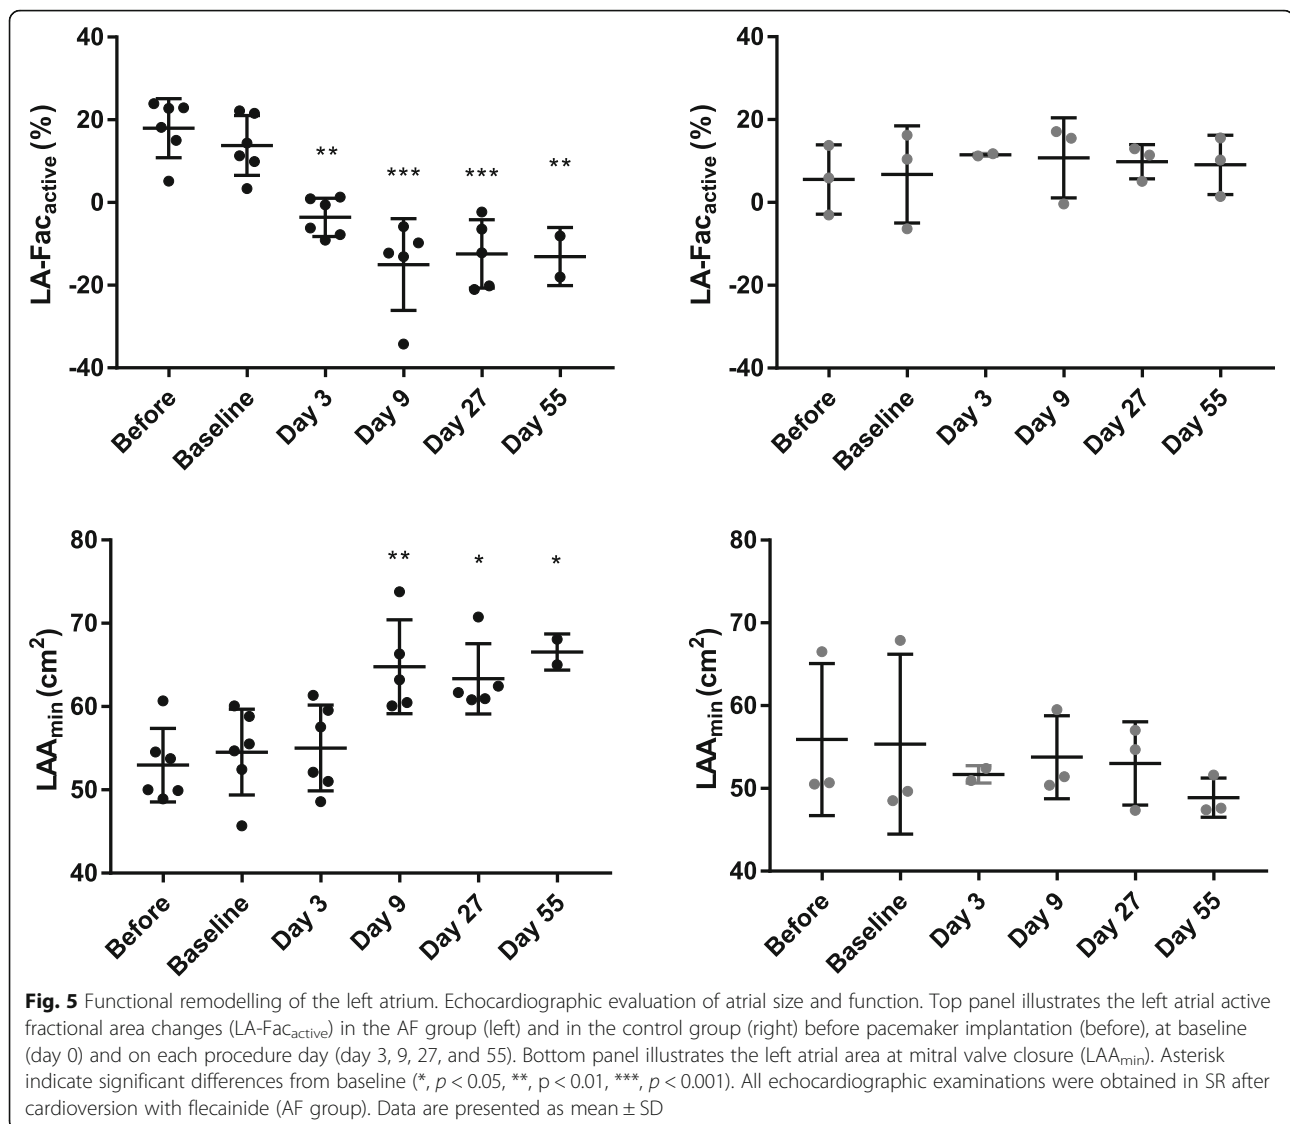 40
20
0
-20
-40
LA-Fac_active (%)
**
***
***
**
Before
Baseline
Day 3
Day 9
Day 27
Day 55
40
20
0
-20
-40
LA-Fac_active (%)
Before
Baseline
Day 3
Day 9
Day 27
Day 55
80
70
60
50
40
LAA_min (cm²)
**
*
*
Before
Baseline
Day 3
Day 9
Day 27
Day 55
80
70
60
50
40
LAA_min (cm²)
Before
Baseline
Day 3
Day 9
Day 27
Day 55
Fig. 5 Functional remodelling of the left atrium. Echocardiographic evaluation of atrial size and function. Top panel illustrates the left atrial active
fractional area changes (LA-Fac_active) in the AF group (left) and in the control group (right) before pacemaker implantation (before), at baseline
(day 0) and on each procedure day (day 3, 9, 27, and 55). Bottom panel illustrates the left atrial area at mitral valve closure (LAA_min). Asterisk
indicate significant differences from baseline (*, p < 0.05, **, p < 0.01, ***, p < 0.001). All echocardiographic examinations were obtained in SR after
cardioversion with flecainide (AF group). Data are presented as mean ± SD